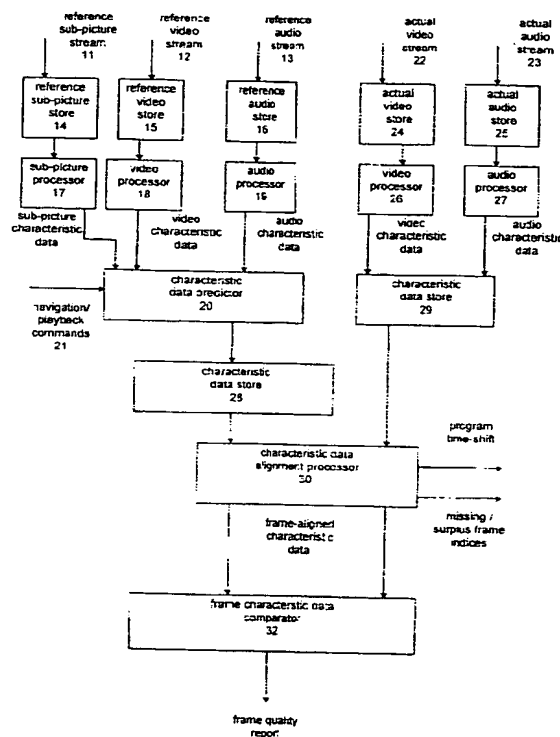 reference
sub-picture
stream
11
reference
video
stream
12
reference
audio
stream
13
actual
video
stream
22
actual
audio
stream
23
reference
sub-picture
store
14
reference
video
store
15
reference
audio
store
16
actual
video
store
24
actual
audio
store
25
sub-picture
processor
17
video
processor
18
audio
processor
19
video
processor
26
audio
processor
27
sub-picture
characteristic
data
video
characteristic
data
audio
characteristic
data
video
characteristic
data
audio
characteristic
data
navigation/
playback
commands
21
characteristic
data predictor
20
characteristic
data store
29
characteristic
data store
28
characteristic data
alignment processor
30
program
time-shift
missing /
surplus frame
indices
frame-aligned
characteristic
data
frame characterstic data
comparator
32
frame quality
report